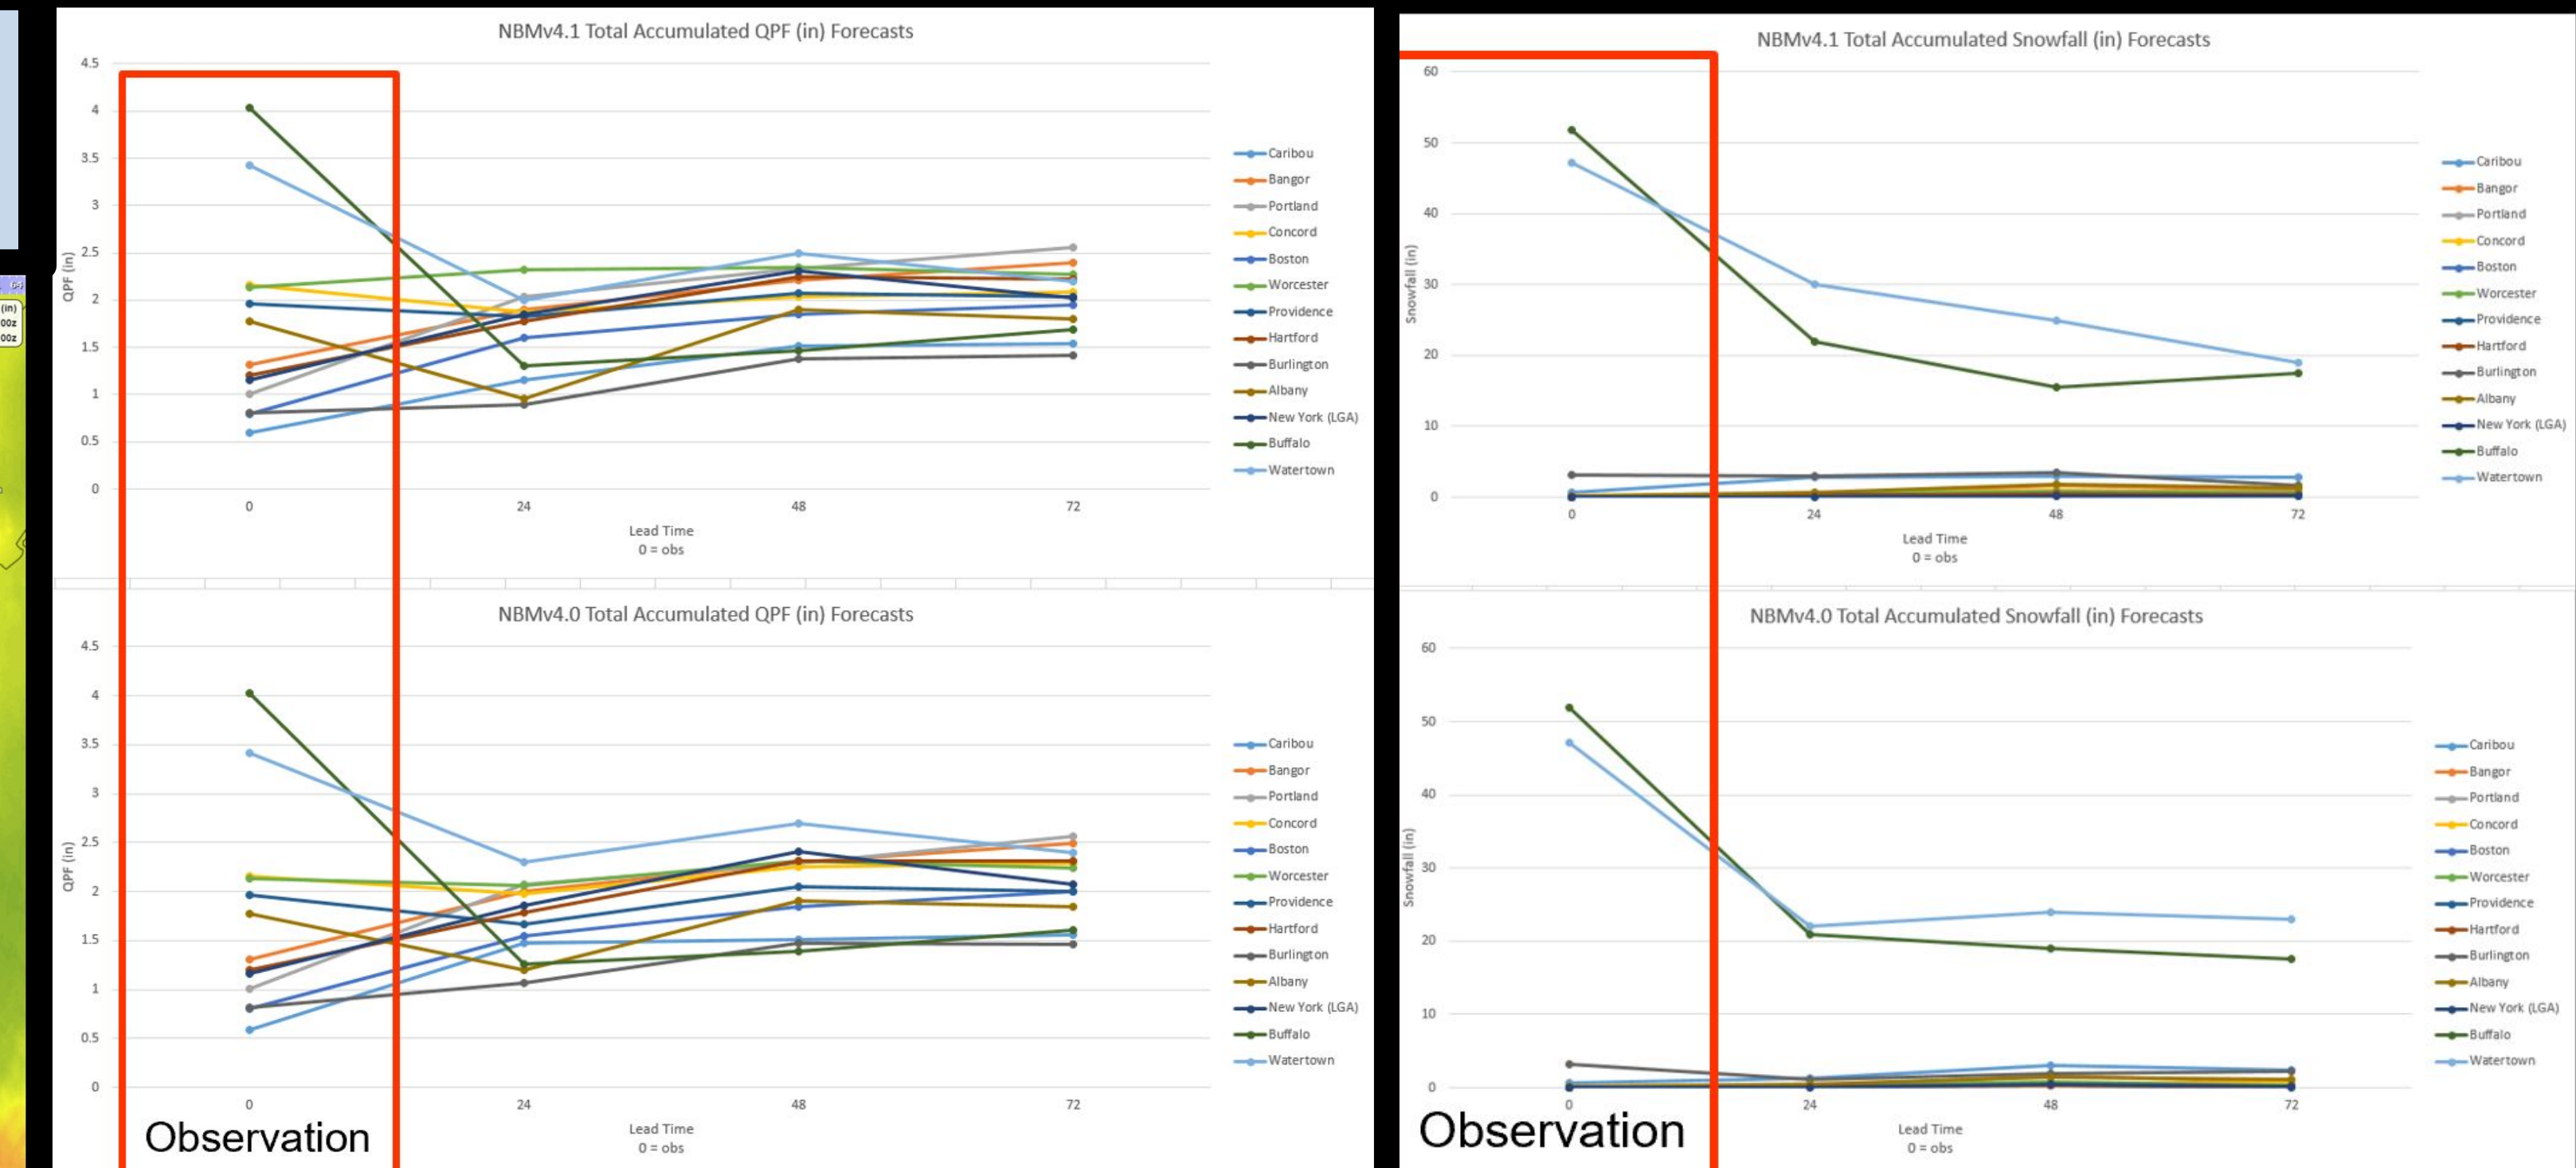 64
(in)
00z
00z
NBMv4.1 Total Accumulated QPF (in) Forecasts
4.5
4
3.5
3
2.5
2
1.5
1
0.5
0
QPF (in)
0 24 48 72
Lead Time
0 = obs
Caribou
Bangor
Portland
Concord
Boston
Worcester
Providence
Hartford
Burlington
Albany
New York (LGA)
Buffalo
Watertown
NBMv4.0 Total Accumulated QPF (in) Forecasts
4.5
4
3.5
3
2.5
2
1.5
1
0.5
0
QPF (in)
0 24 48 72
Lead Time
0 = obs
Caribou
Bangor
Portland
Concord
Boston
Worcester
Providence
Hartford
Burlington
Albany
New York (LGA)
Buffalo
Watertown
Observation
NBMv4.1 Total Accumulated Snowfall (in) Forecasts
60
50
40
30
20
10
0
Snowfall (in)
0 24 48 72
Lead Time
0 = obs
Caribou
Bangor
Portland
Concord
Boston
Worcester
Providence
Hartford
Burlington
Albany
New York (LGA)
Buffalo
Watertown
NBMv4.0 Total Accumulated Snowfall (in) Forecasts
60
50
40
30
20
10
0
Snowfall (in)
0 24 48 72
Lead Time
0 = obs
Caribou
Bangor
Portland
Concord
Boston
Worcester
Providence
Hartford
Burlington
Albany
New York (LGA)
Buffalo
Watertown
Observation